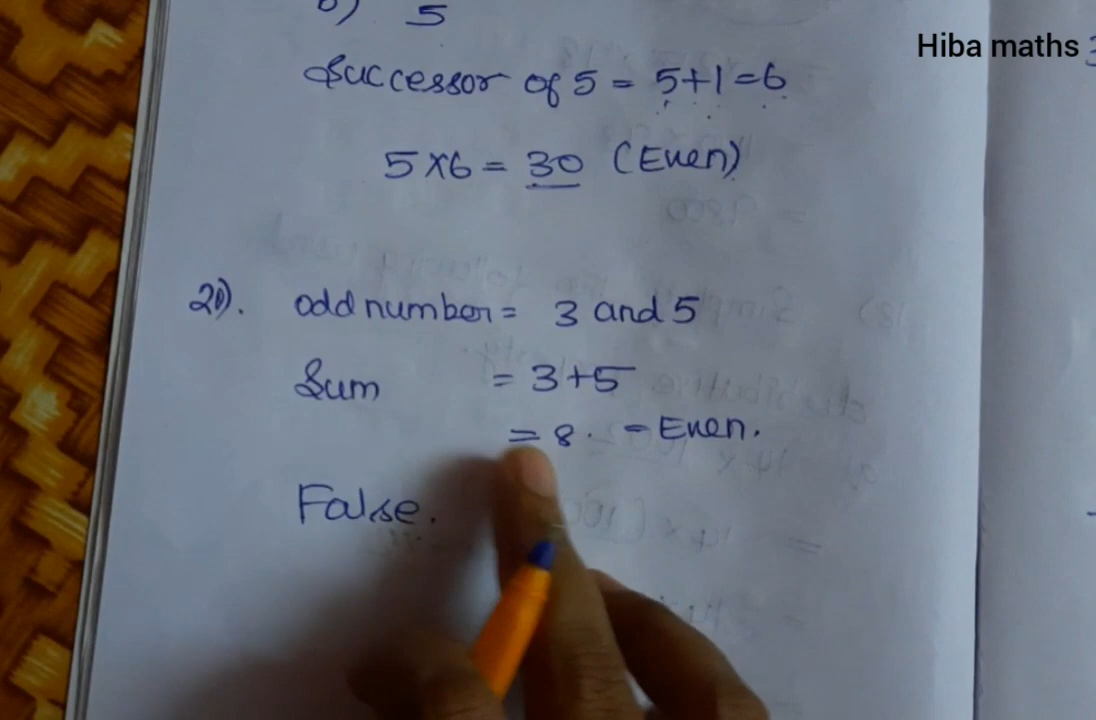 b) 5
Hiba maths
Successor of 5 = 5+1=6
5×6 = 30 (Even)
20). odd number = 3 and 5
Sum = 3+5
= 8. - Even.
False.